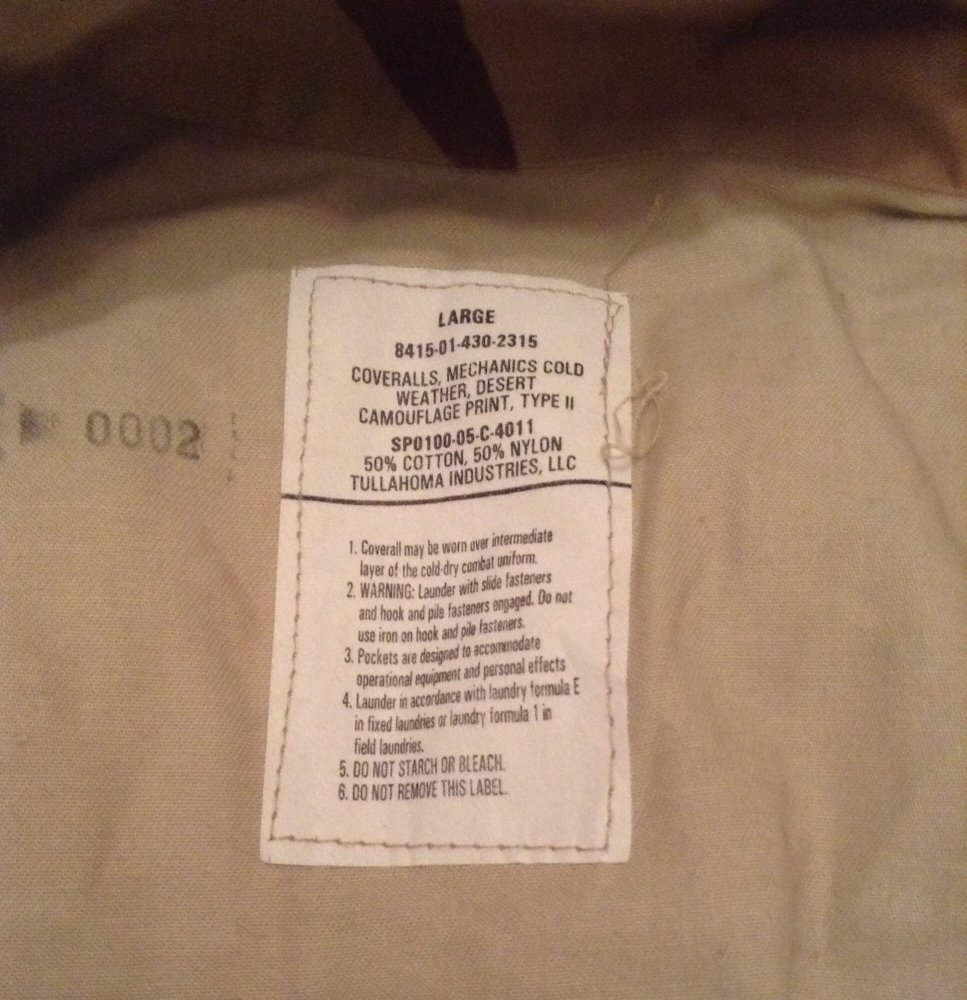 LARGE
8415-01-430-2315
COVERALLS, MECHANICS COLD
WEATHER, DESERT
CAMOUFLAGE PRINT, TYPE II
SP0100-05-C-4011
50% COTTON, 50% NYLON
TULLAHOMA INDUSTRIES, LLC
0002
1. Coverall may be worn over intermediate
layer of the cold-dry combat uniform.
2. WARNING: Launder with slide fasteners
and hook and pile fasteners engaged. Do not
use iron on hook and pile fasteners.
3. Pockets are designed to accommodate
operational equipment and personal effects
4. Launder in accordance with laundry formula E
in fixed laundries or laundry formula 1 in
field laundries.
5. DO NOT STARCH OR BLEACH.
6. DO NOT REMOVE THIS LABEL.